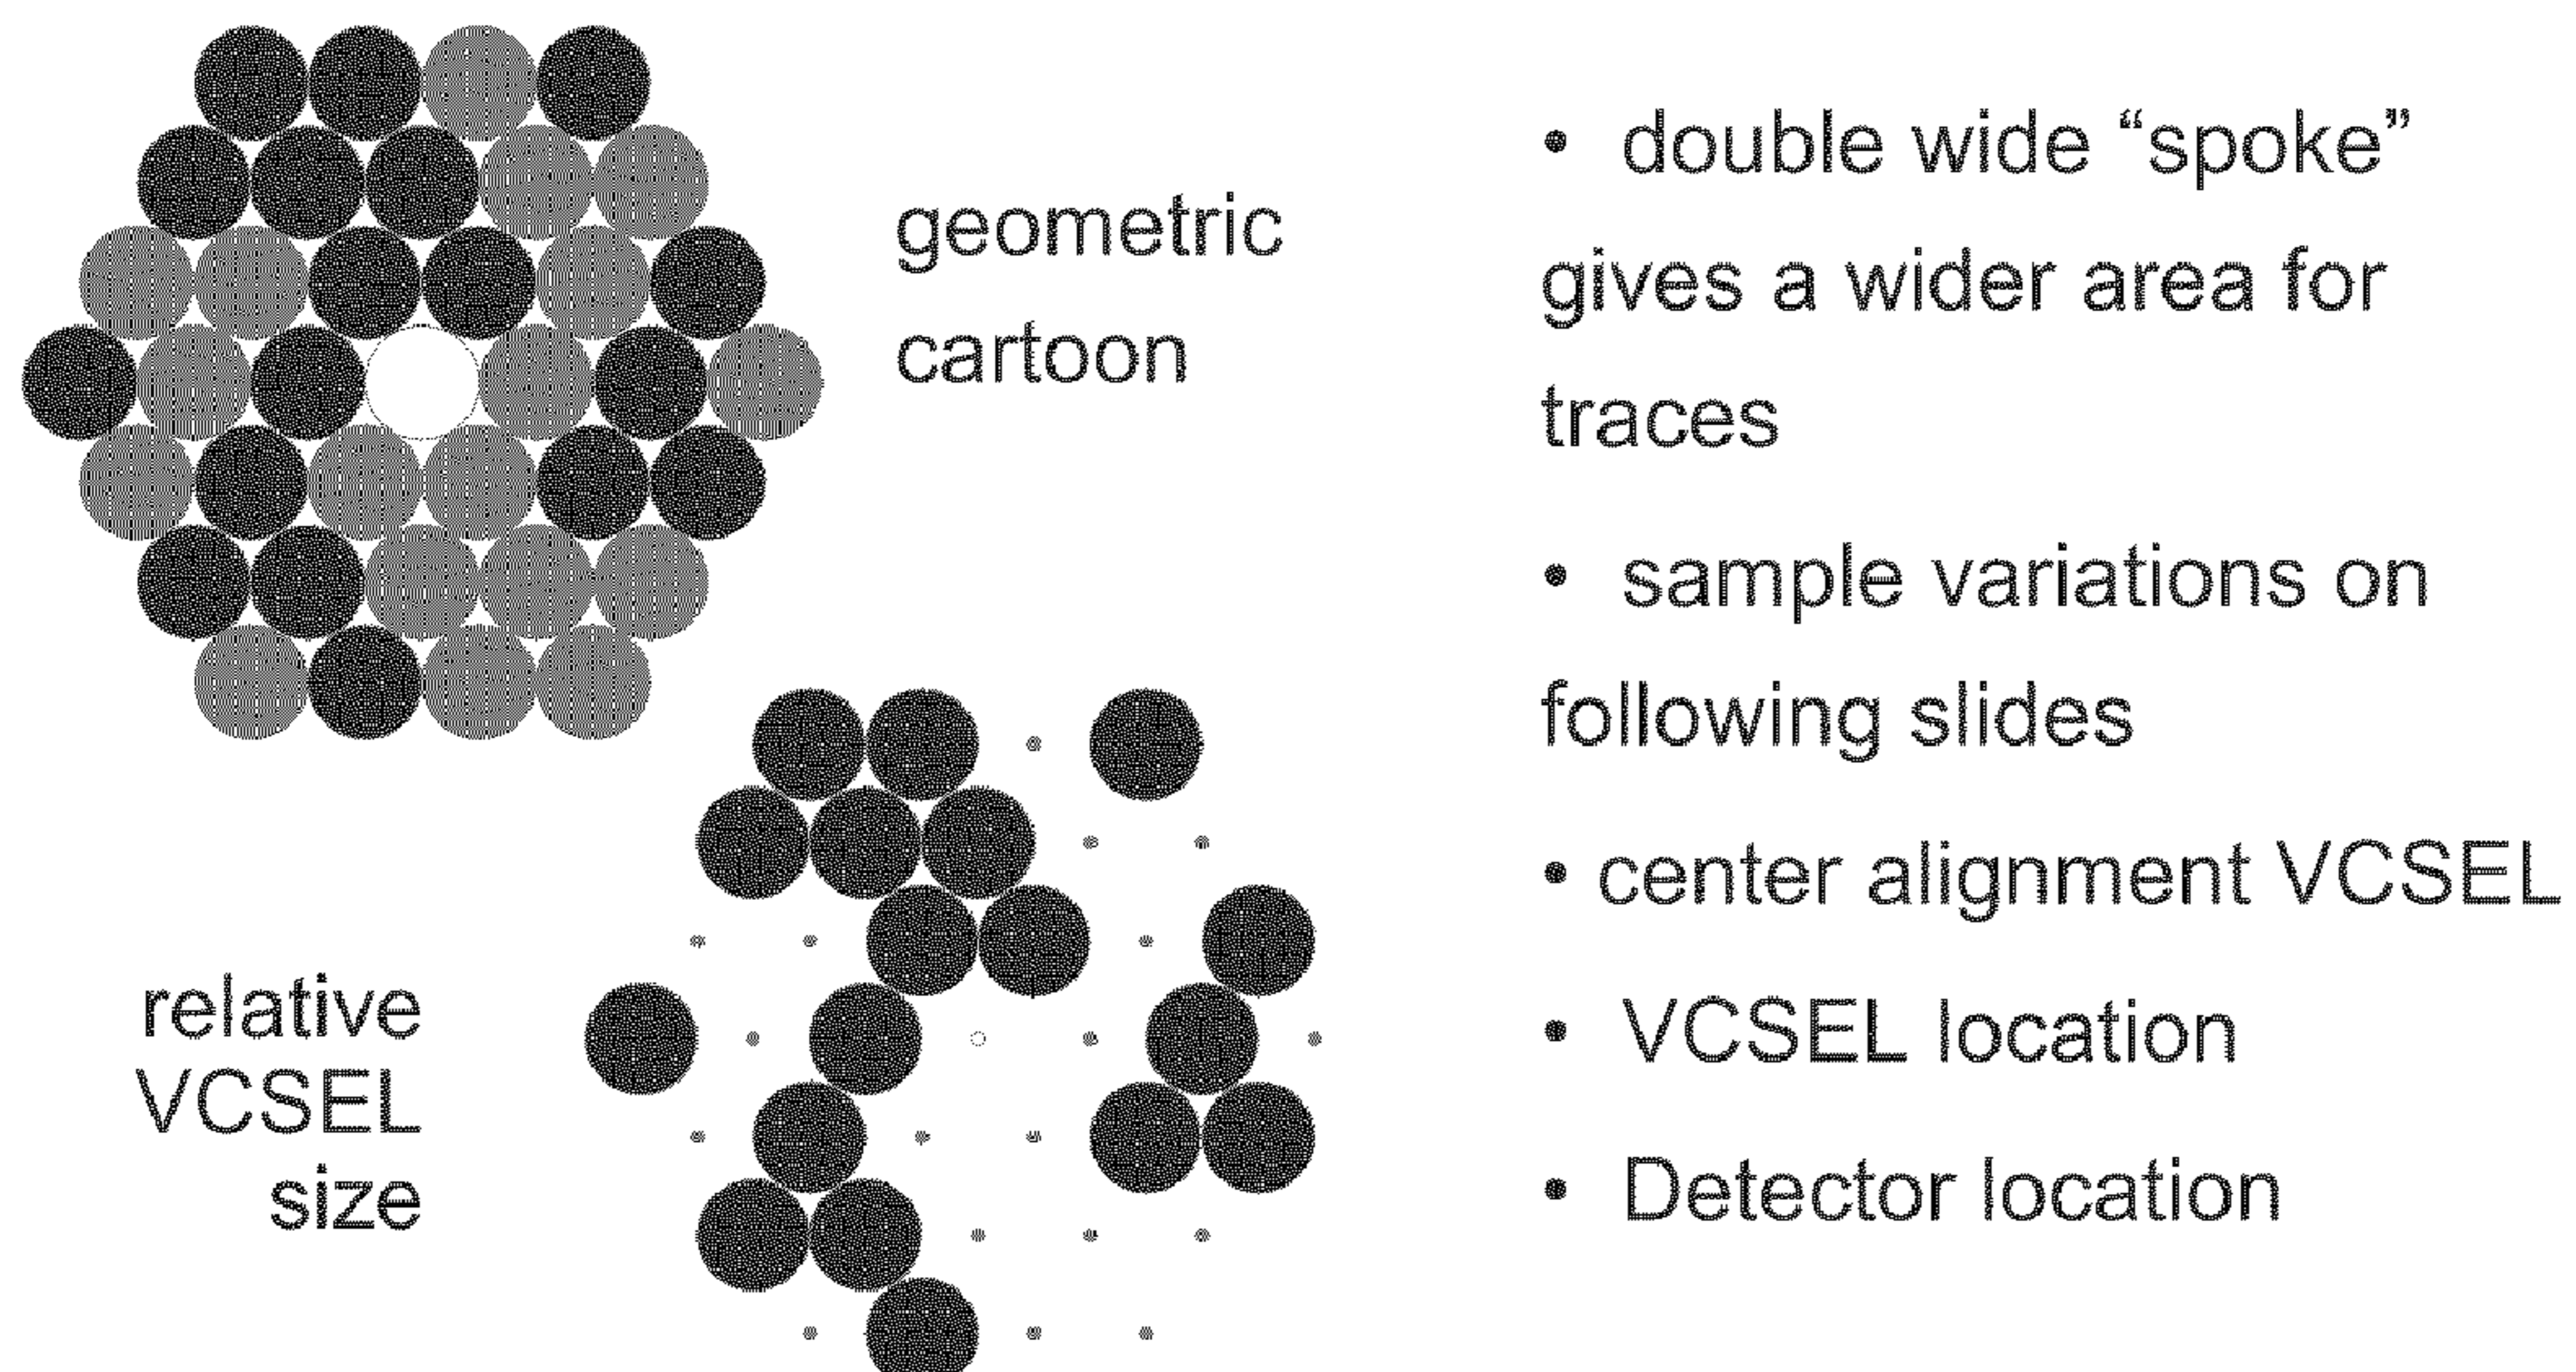 geometric
cartoon
relative
VCSEL
size
• double wide “spoke”
gives a wider area for
traces
• sample variations on
following slides
• center alignment VCSEL
• VCSEL location
• Detector location